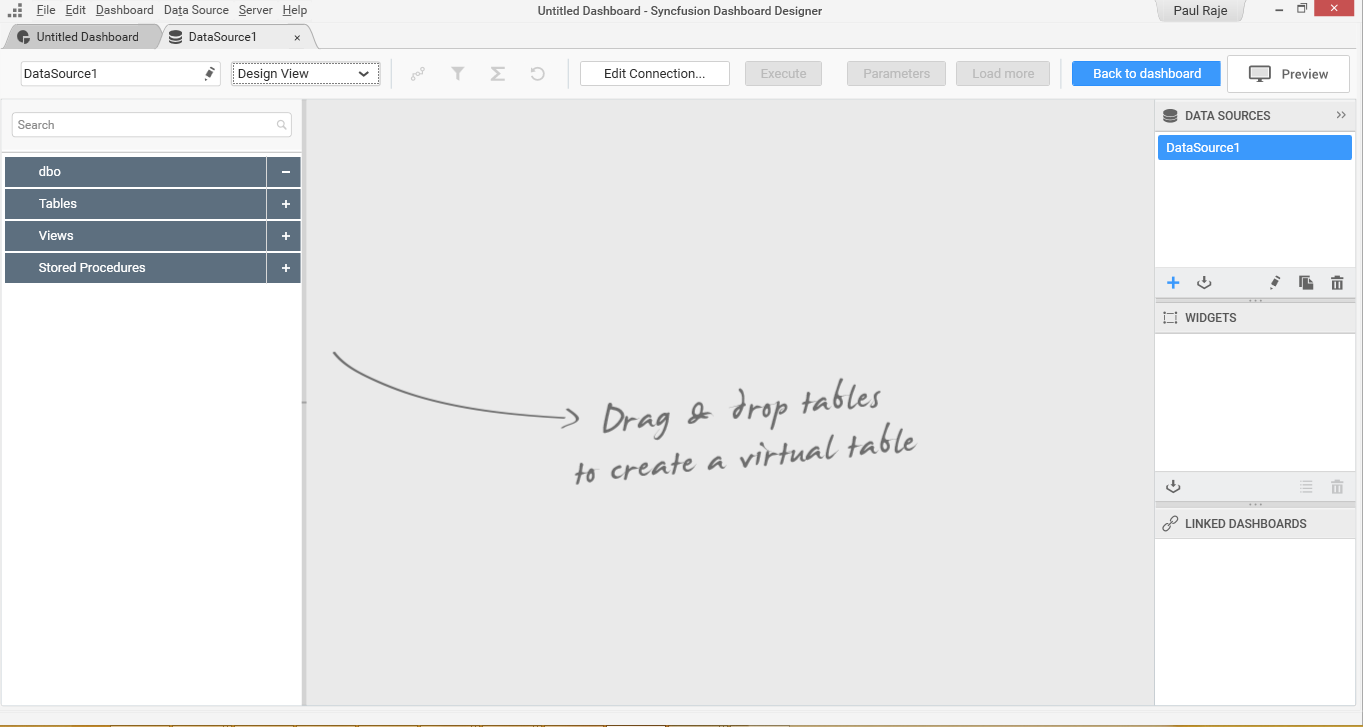 File Edit Dashboard Data Source Server Help
Untitled Dashboard - Syncfusion Dashboard Designer
Paul Raje
Untitled Dashboard
DataSource1
DataSource1
Design View
Edit Connection...
Execute
Parameters
Load more
Back to dashboard
Preview
Search
dbo
Tables
Views
Stored Procedures
Drag & drop tables
to create a virtual table
DATA SOURCES
DataSource1
WIDGETS
LINKED DASHBOARDS